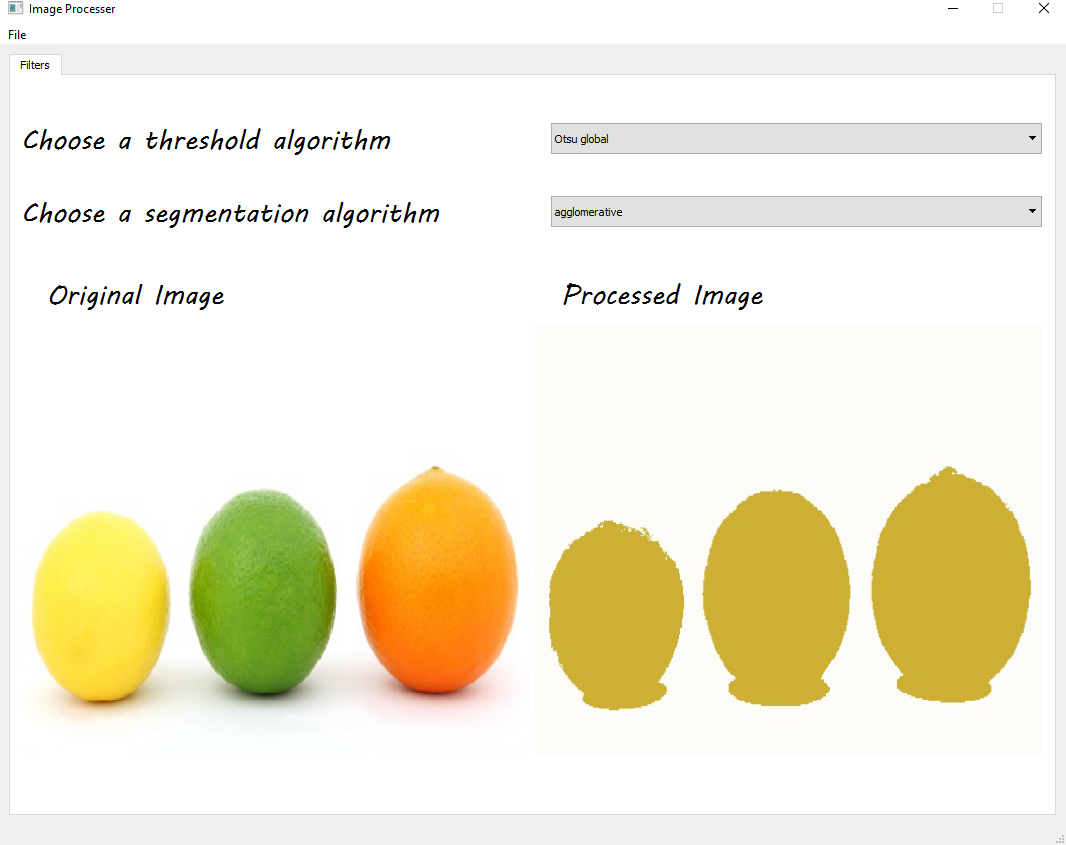 Image Processer
File
Filters
Choose a threshold algorithm
Otsu global
Choose a segmentation algorithm
agglomerative
Original Image
Processed Image